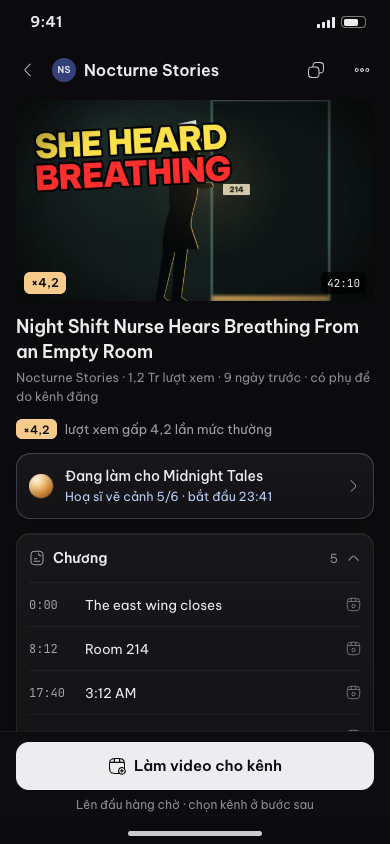 9:41
NS Nocturne Stories
SHE HEARD
BREATHING
214
×4,2
42:10
Night Shift Nurse Hears Breathing From
an Empty Room
Nocturne Stories · 1,2 Tr lượt xem · 9 ngày trước · có phụ đề
do kênh đăng
×4,2 lượt xem gấp 4,2 lần mức thường
Đang làm cho Midnight Tales
Hoạ sĩ vẽ cảnh 5/6 · bắt đầu 23:41
Chương 5
0:00 The east wing closes
8:12 Room 214
17:40 3:12 AM
Làm video cho kênh
Lên đầu hàng chờ · chọn kênh ở bước sau